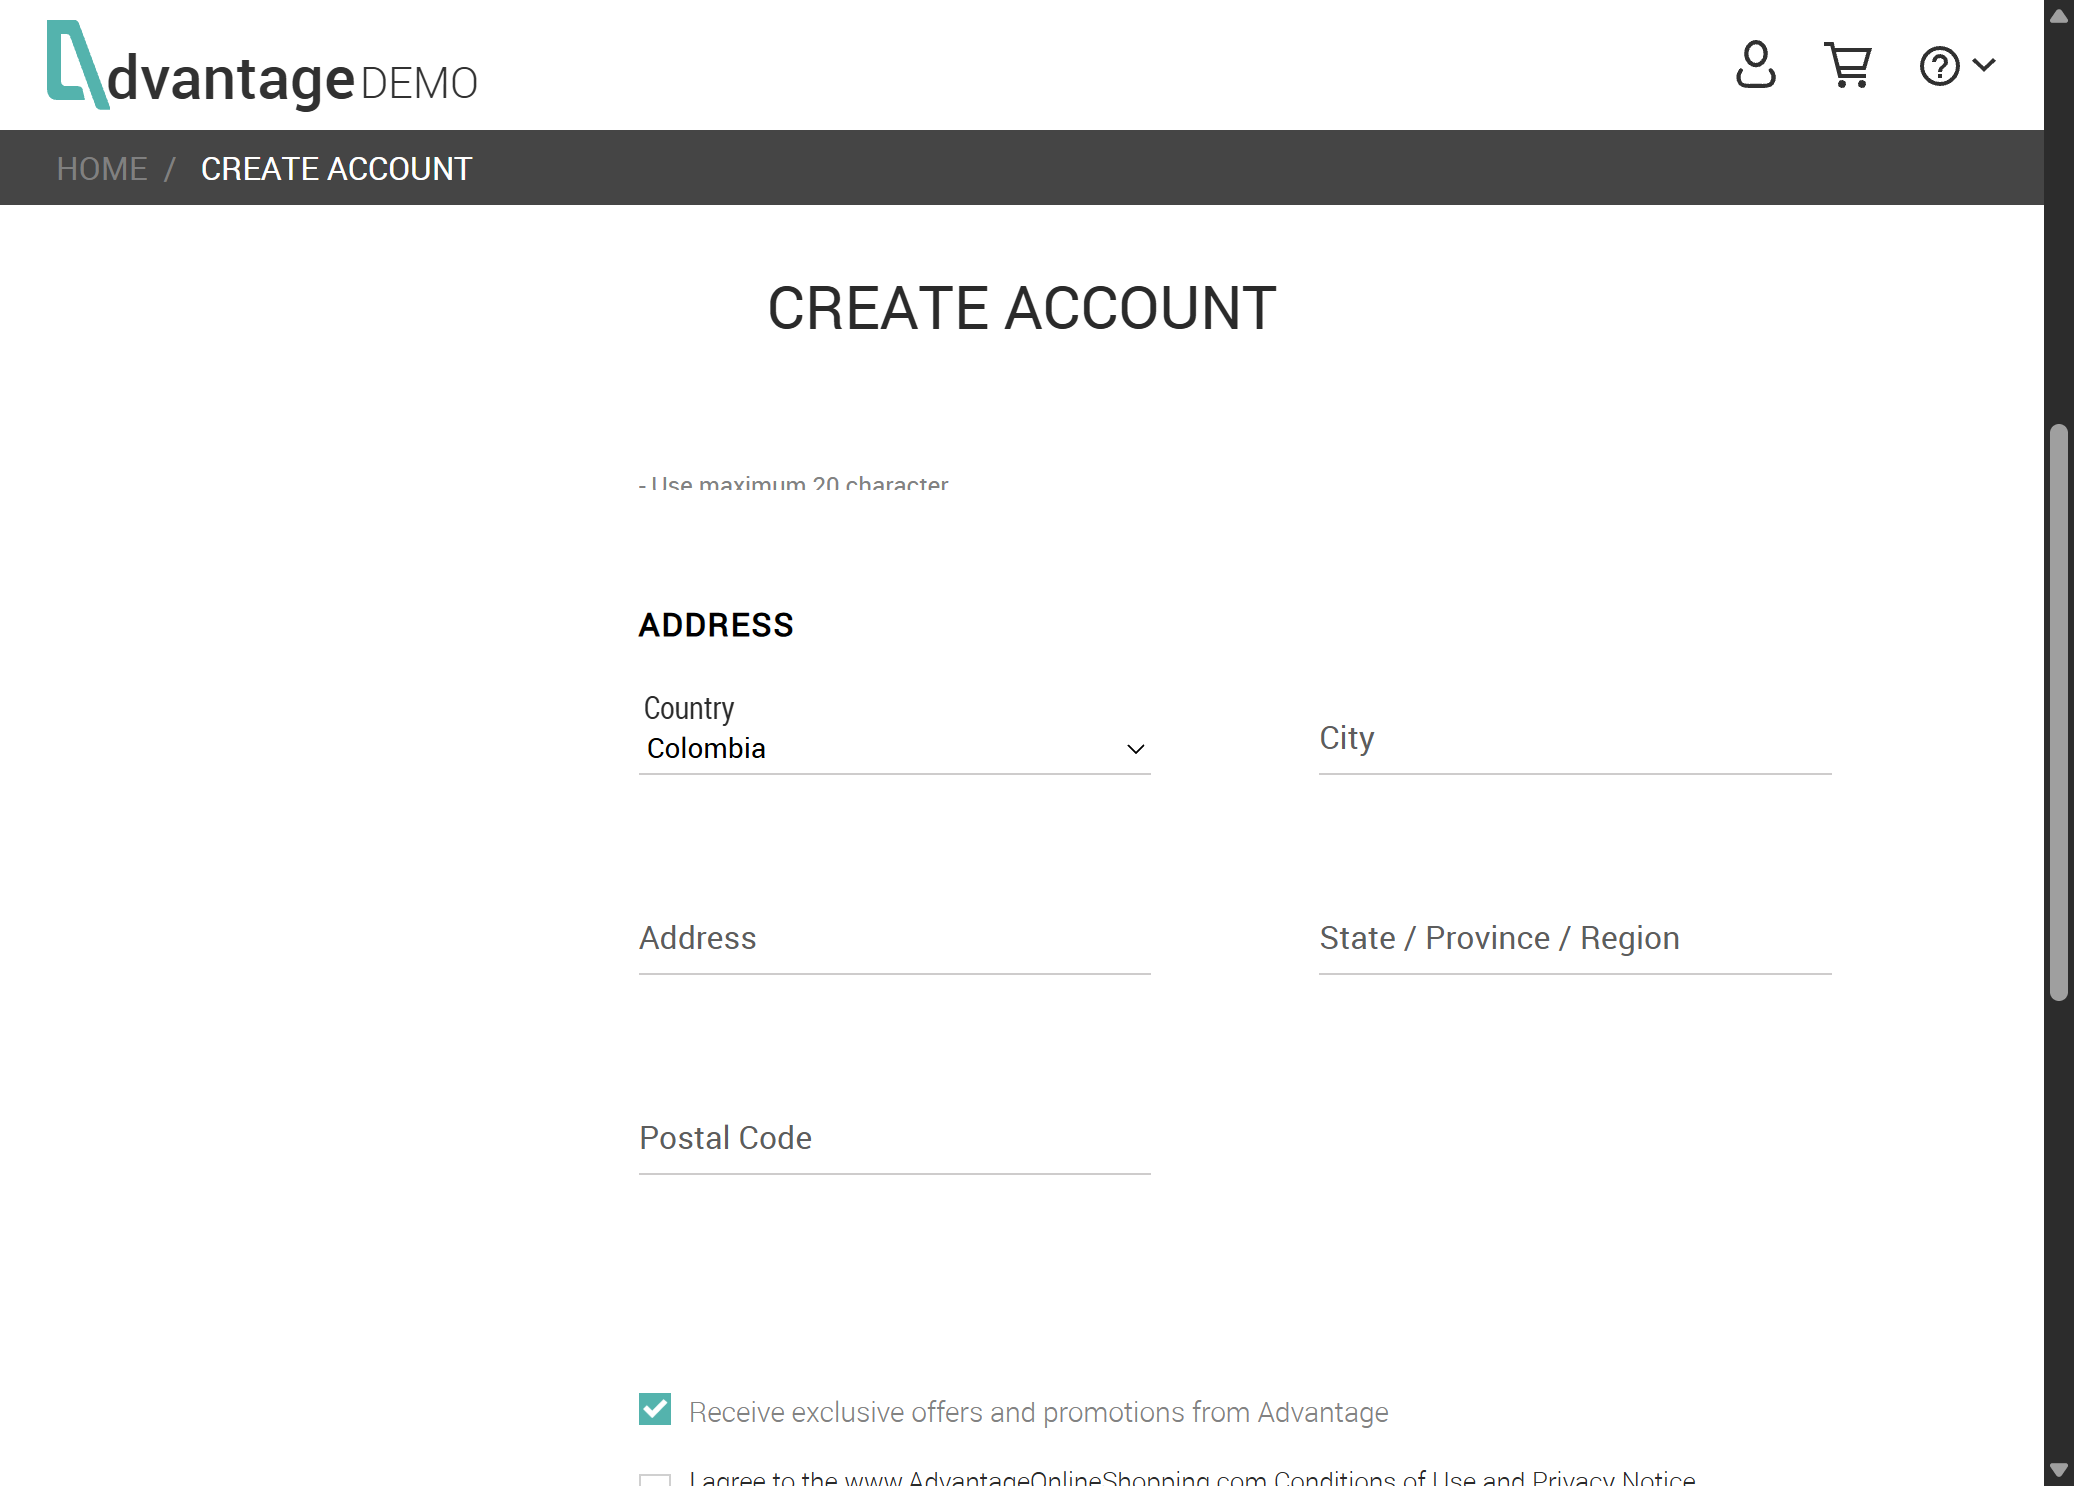 dvantage DEMO
HOME / CREATE ACCOUNT
CREATE ACCOUNT
- Use maximum 20 character
ADDRESS
Country
Colombia
City
Address
State / Province / Region
Postal Code
Receive exclusive offers and promotions from Advantage
I agree to the www.AdvantageOnlineShopping.com Conditions of Use and Privacy Notice